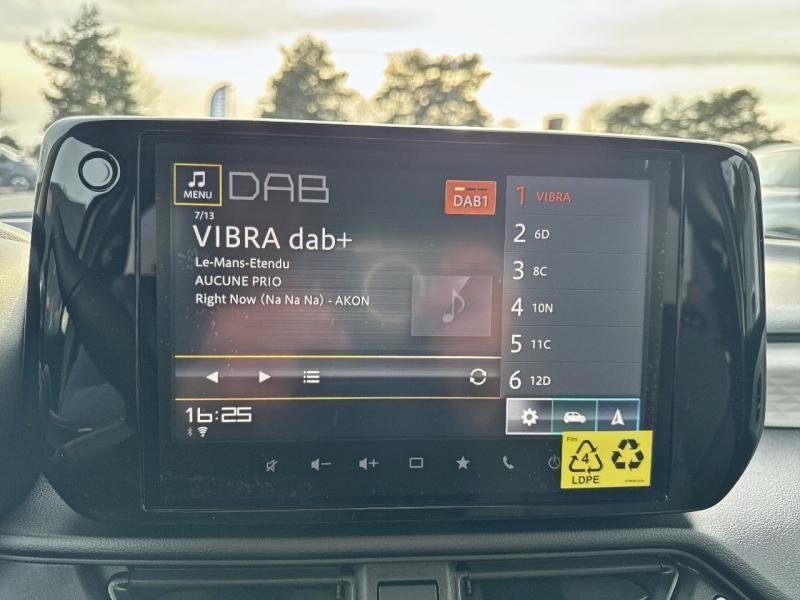 MENU
DAB
DAB1
7/13
VIBRA dab+
Le-Mans-Etendu
AUCUNE PRIO
Right Now (Na Na Na) - AKON
1 VIBRA
2 6D
3 8C
4 10N
5 11C
6 12D
16:25
Film
4
LDPE